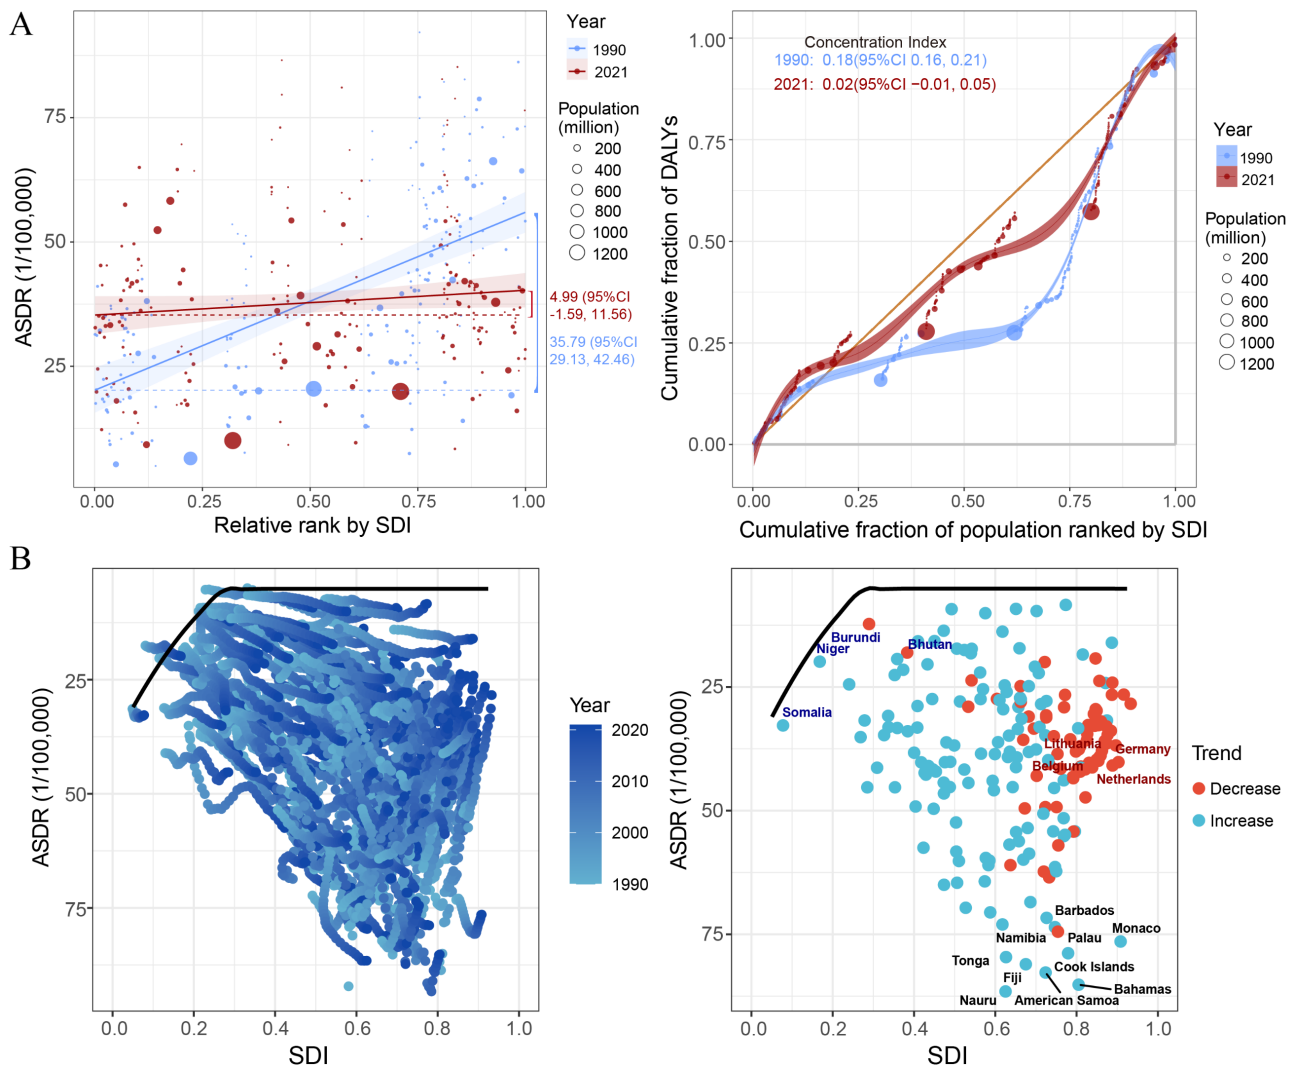 A
ASDR (1/100,000)
75
50
25
0.00
0.25
0.50
0.75
1.00
Relative rank by SDI
4.99 (95%CI
-1.59, 11.56)
35.79 (95%CI
29.13, 42.46)
Year
1990
2021
Population
(million)
200
400
600
800
1000
1200
Cumulative fraction of DALYs
1.00
0.75
0.50
0.25
0.00
Concentration Index
1990: 0.18(95%CI 0.16, 0.21)
2021: 0.02(95%CI −0.01, 0.05)
0.00
0.25
0.50
0.75
1.00
Cumulative fraction of population ranked by SDI
Year
1990
2021
Population
(million)
200
400
600
800
1000
1200
B
ASDR (1/100,000)
25
50
75
0.0
0.2
0.4
0.6
0.8
1.0
SDI
Year
2020
2010
2000
1990
ASDR (1/100,000)
25
50
75
Burundi
Niger
Bhutan
Somalia
Lithuania
Germany
Belgium
Netherlands
Barbados
Monaco
Namibia
Palau
Tonga
Cook Islands
Fiji
Bahamas
Nauru
American Samoa
0.0
0.2
0.4
0.6
0.8
1.0
SDI
Trend
Decrease
Increase